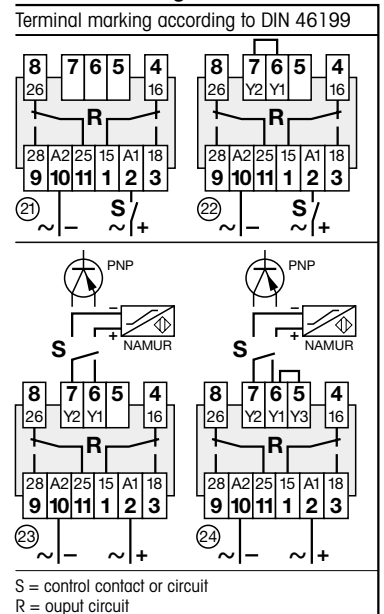 Terminal marking according to DIN 46199
8 7 6 5 4
26 16
R
28 A2 25 15 A1 18
9 10 11 1 2 3
21 S
~ – ~ +
8 7 6 5 4
26 Y2 Y1 16
R
28 A2 25 15 A1 18
9 10 11 1 2 3
22 S
~ – ~ +
PNP
–
+
S NAMUR
8 7 6 5 4
26 Y2 Y1 16
R
28 A2 25 15 A1 18
9 10 11 1 2 3
23
~ – ~ +
PNP
–
+
S NAMUR
8 7 6 5 4
26 Y2 Y1 Y3 16
R
28 A2 25 15 A1 18
9 10 11 1 2 3
24
~ – ~ +
S = control contact or circuit
R = ouput circuit